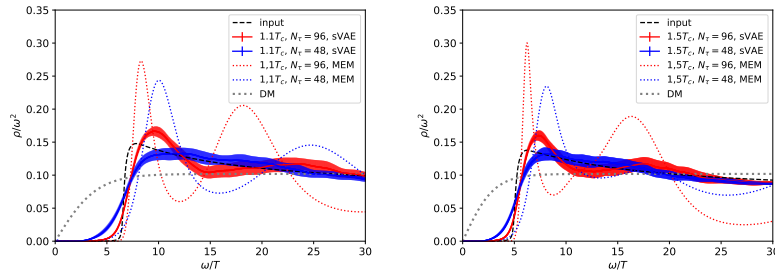 0.35
0.30
0.25
0.20
0.15
0.10
0.05
0.00
ρ/ω²
0 5 10 15 20 25 30
ω/T
input
1.1T_c, N_τ = 96, sVAE
1.1T_c, N_τ = 48, sVAE
1,1T_c, N_τ = 96, MEM
1,1T_c, N_τ = 48, MEM
DM
0.35
0.30
0.25
0.20
0.15
0.10
0.05
0.00
ρ/ω²
0 5 10 15 20 25 30
ω/T
input
1.5T_c, N_τ = 96, sVAE
1.5T_c, N_τ = 48, sVAE
1,5T_c, N_τ = 96, MEM
1,5T_c, N_τ = 48, MEM
DM